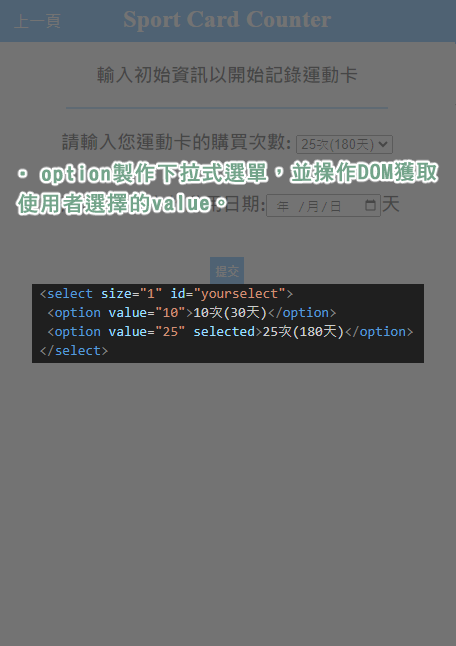 上一頁
Sport Card Counter
輸入初始資訊以開始記錄運動卡
請輸入您運動卡的購買次數: 25次(180天)
· option製作下拉式選單，並操作DOM獲取
使用者選擇的value。
用日期: 年 /月/日 天
提交
<select size="1" id="yourselect">
<option value="10">10次(30天)</option>
<option value="25" selected>25次(180天)</option>
</select>